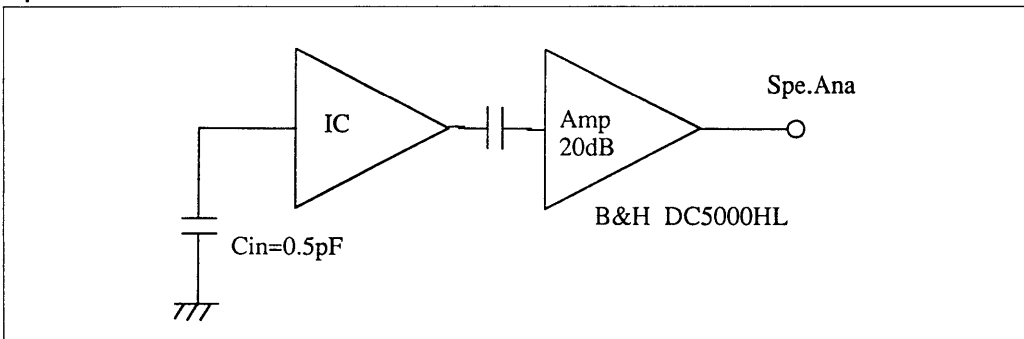 Spe.Ana
IC
Amp
20dB
B&H DC5000HL
Cin=0.5pF